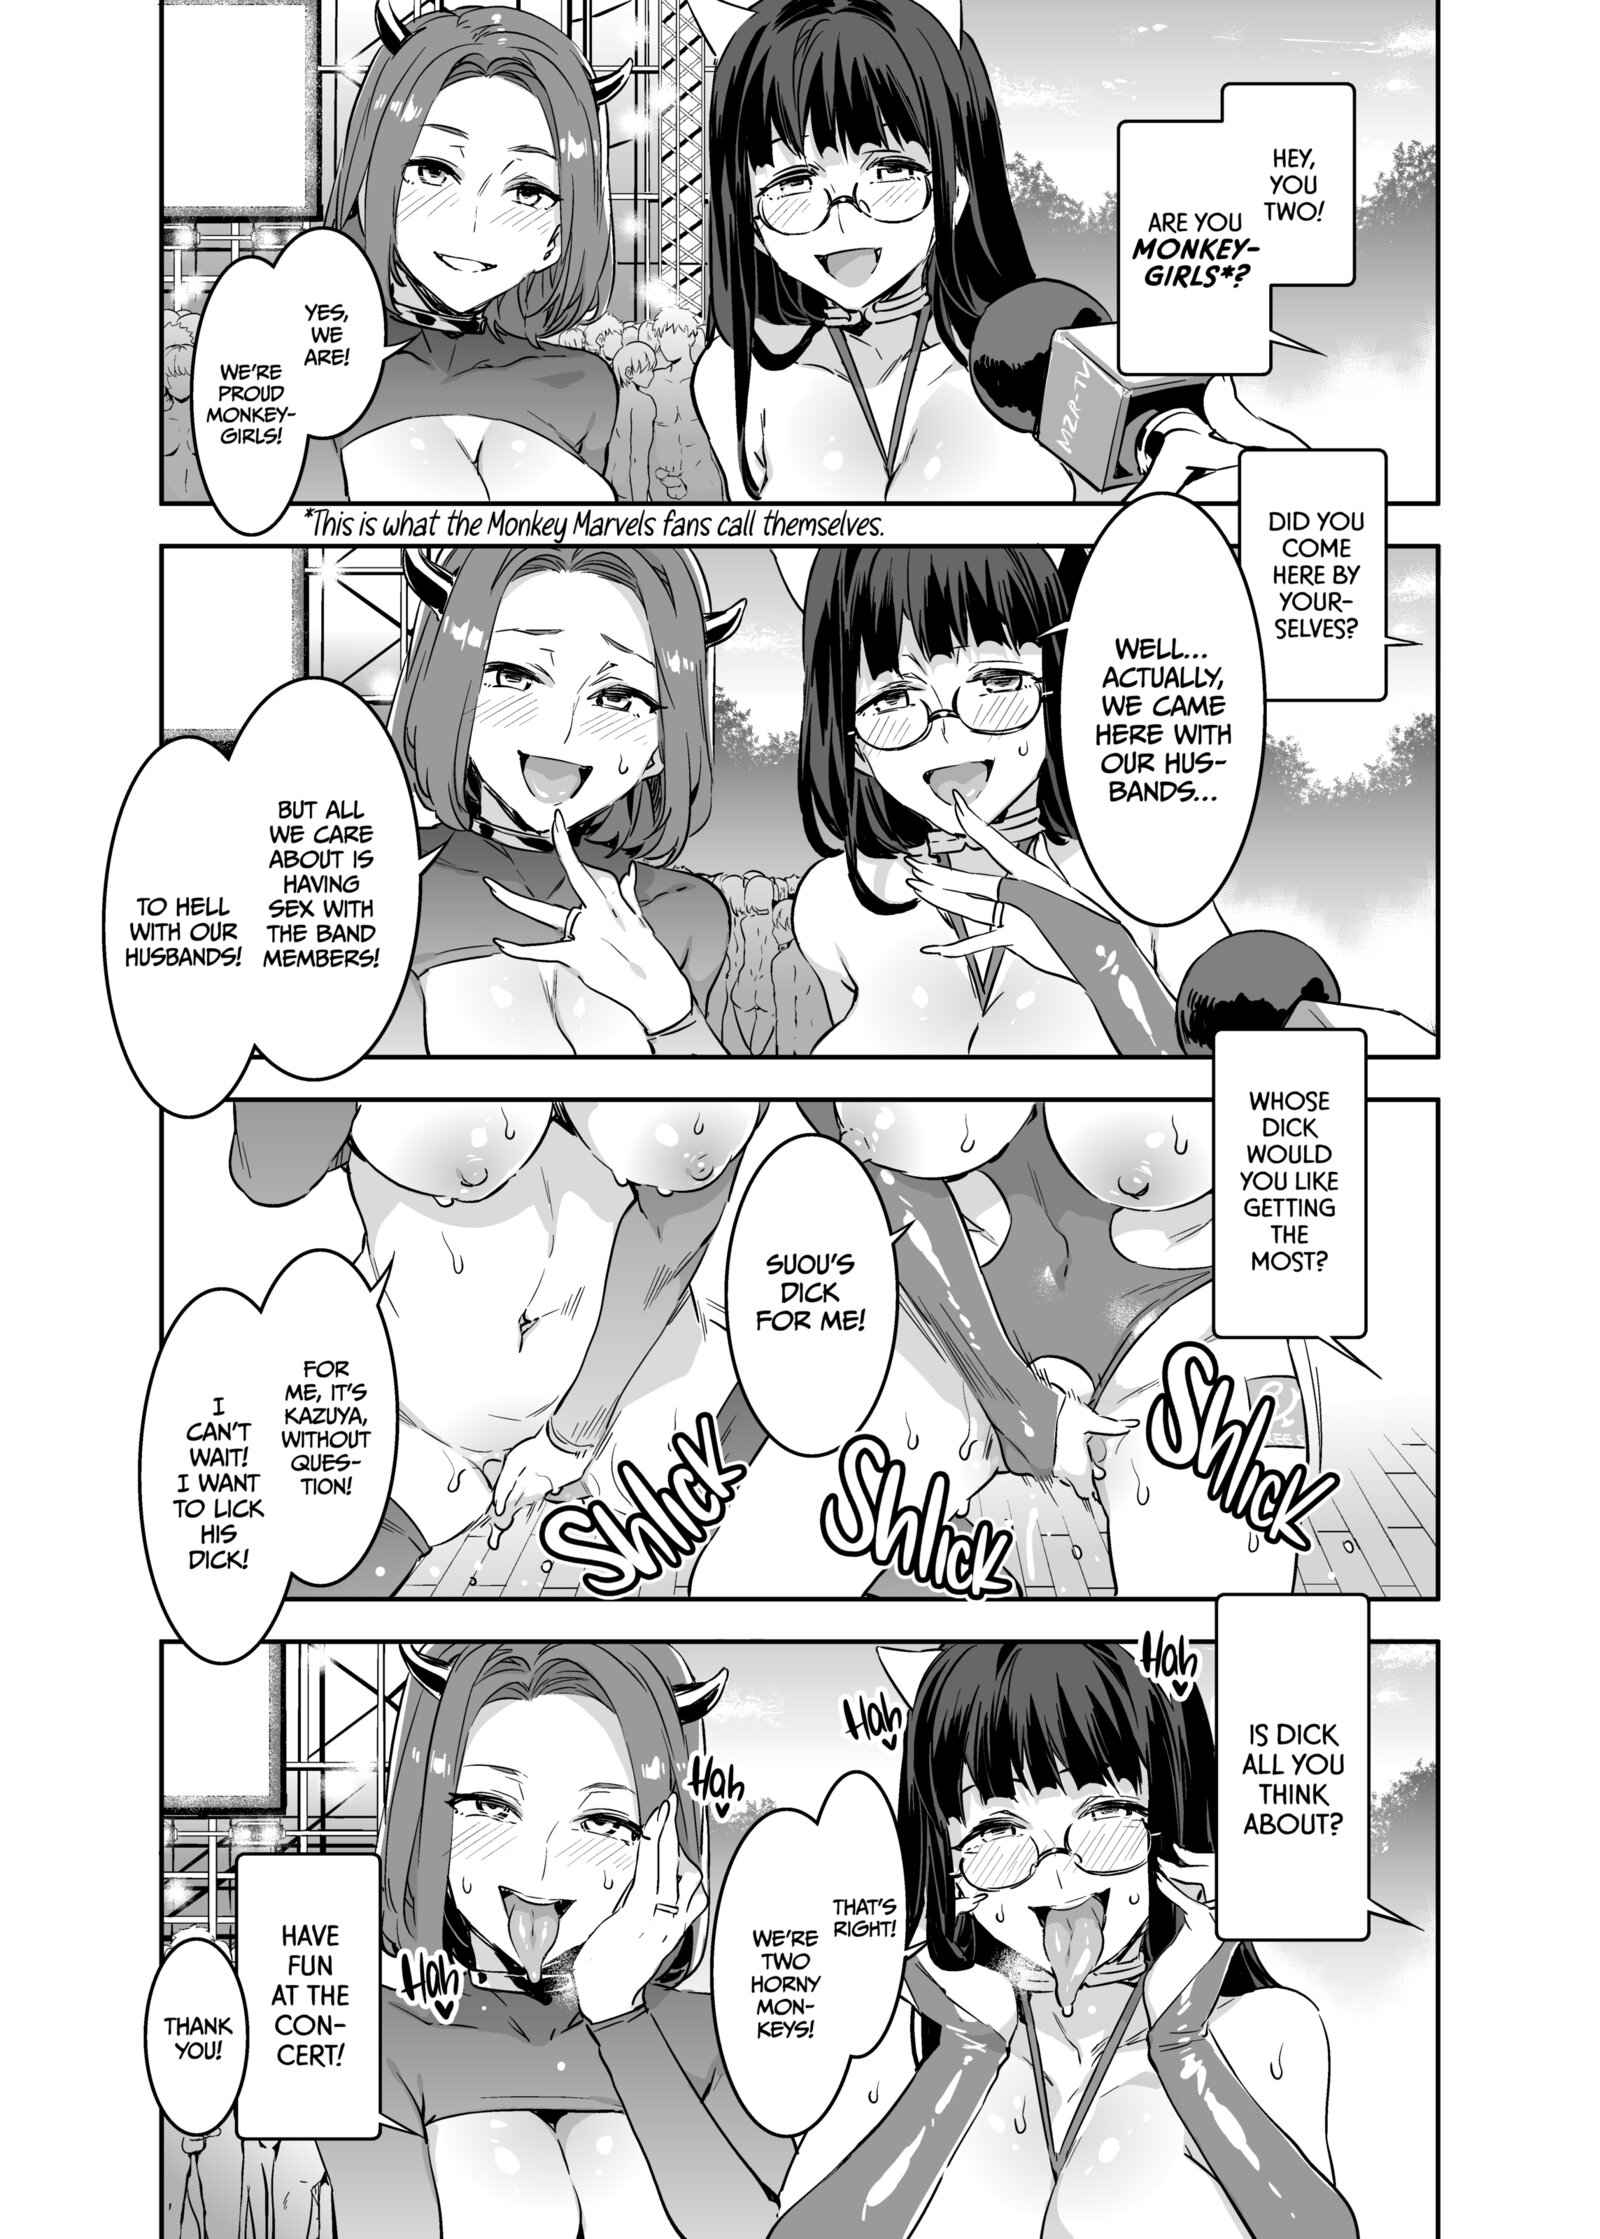 HEY,
YOU
TWO!
ARE YOU
MONKEY-
GIRLS*?
MZR-TV
YES,
WE
ARE!
WE'RE
PROUD
MONKEY-
GIRLS!
*This is what the Monkey Marvels fans call themselves.
DID YOU
COME
HERE BY
YOUR-
SELVES?
WELL...
ACTUALLY,
WE CAME
HERE WITH
OUR HUS-
BANDS...
BUT ALL
WE CARE
ABOUT IS
HAVING
SEX WITH
THE BAND
MEMBERS!
TO HELL
WITH OUR
HUSBANDS!
WHOSE
DICK
WOULD
YOU LIKE
GETTING
THE
MOST?
SUOU'S
DICK
FOR ME!
FOR
ME, IT'S
KAZUYA,
WITHOUT
QUES-
TION!
I
CAN'T
WAIT!
I WANT
TO LICK
HIS
DICK!
Shlick
Shlick
Shlick
IS DICK
ALL YOU
THINK
ABOUT?
Hah
Hah
Hah
Hah
THAT'S
RIGHT!
WE'RE
TWO
HORNY
MON-
KEYS!
HAVE
FUN
AT THE
CON-
CERT!
THANK
YOU!